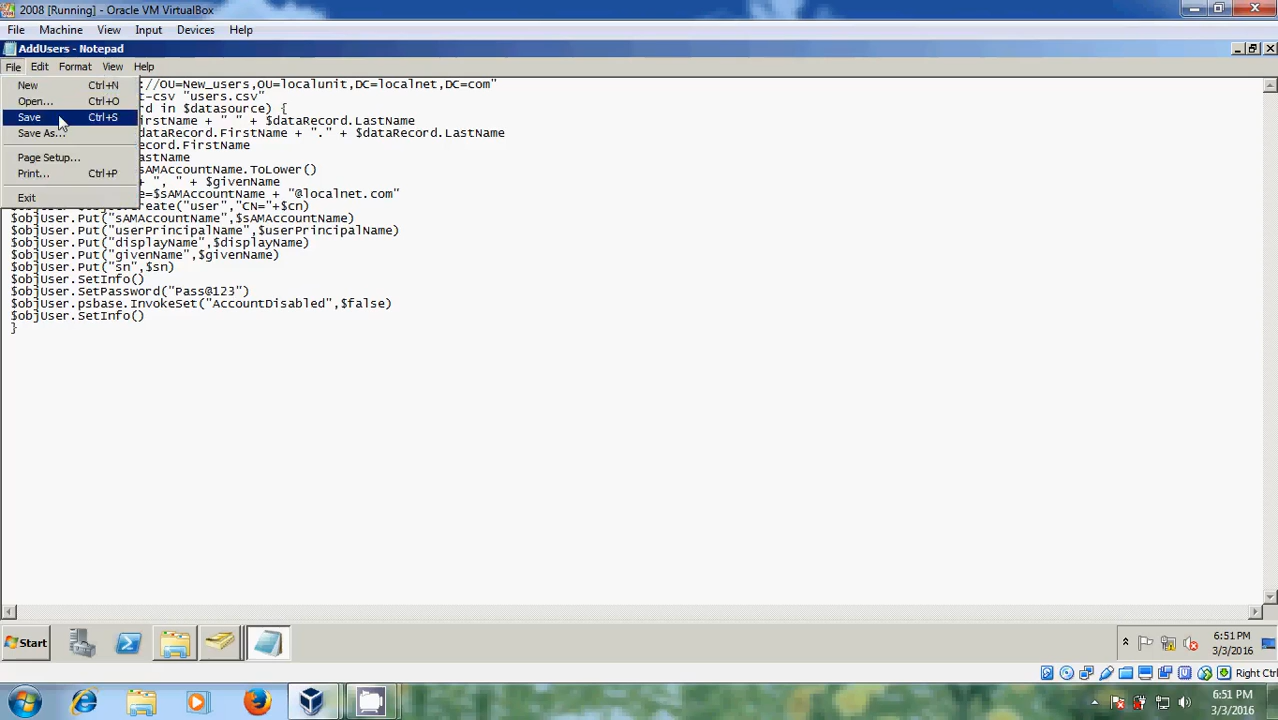 2008 [Running] - Oracle VM VirtualBox
File Machine View Input Devices Help
AddUsers - Notepad
File Edit Format View Help
New Ctrl+N
Open... Ctrl+O
Save Ctrl+S
Save As...
Page Setup...
Print... Ctrl+P
Exit
://OU=New_users,OU=localunit,DC=localnet,DC=com"
t-csv "users.csv"
rd in $datasource) {
irstName + " " + $dataRecord.LastName
dataRecord.FirstName + "." + $dataRecord.LastName
cord.FirstName
astName
sAMAccountName.ToLower()
+ ", " + $givenName
e=$sAMAccountName + "@localnet.com"
reate("user","CN="+$cn)
$objUser.Put("sAMAccountName",$sAMAccountName)
$objUser.Put("userPrincipalName",$userPrincipalName)
$objUser.Put("displayName",$displayName)
$objUser.Put("givenName",$givenName)
$objUser.Put("sn",$sn)
$objUser.SetInfo()
$objUser.SetPassword("Pass@123")
$objUser.psbase.InvokeSet("AccountDisabled",$false)
$objUser.SetInfo()
}
Start
6:51 PM
3/3/2016
Right Ctrl
6:51 PM
3/3/2016